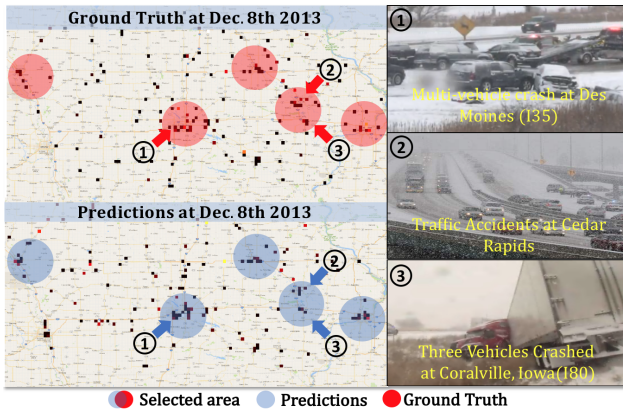 Ground Truth at Dec. 8th 2013
2
1
3
Predictions at Dec. 8th 2013
2
1
3
1
Multi-vehicle crash at Des
Moines (I35)
2
Traffic Accidents at Cedar
Rapids
3
Three Vehicles Crashed
at Coralville, Iowa(I80)
Selected area
Predictions
Ground Truth